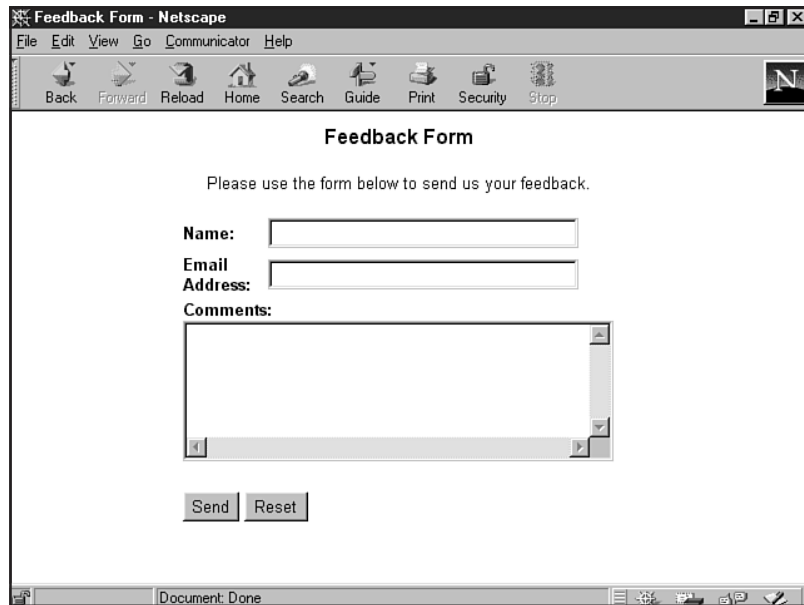 Feedback Form - Netscape
File Edit View Go Communicator Help
Back Forward Reload Home Search Guide Print Security Stop
N
Feedback Form
Please use the form below to send us your feedback.
Name:
Email
Address:
Comments:
Send Reset
Document: Done